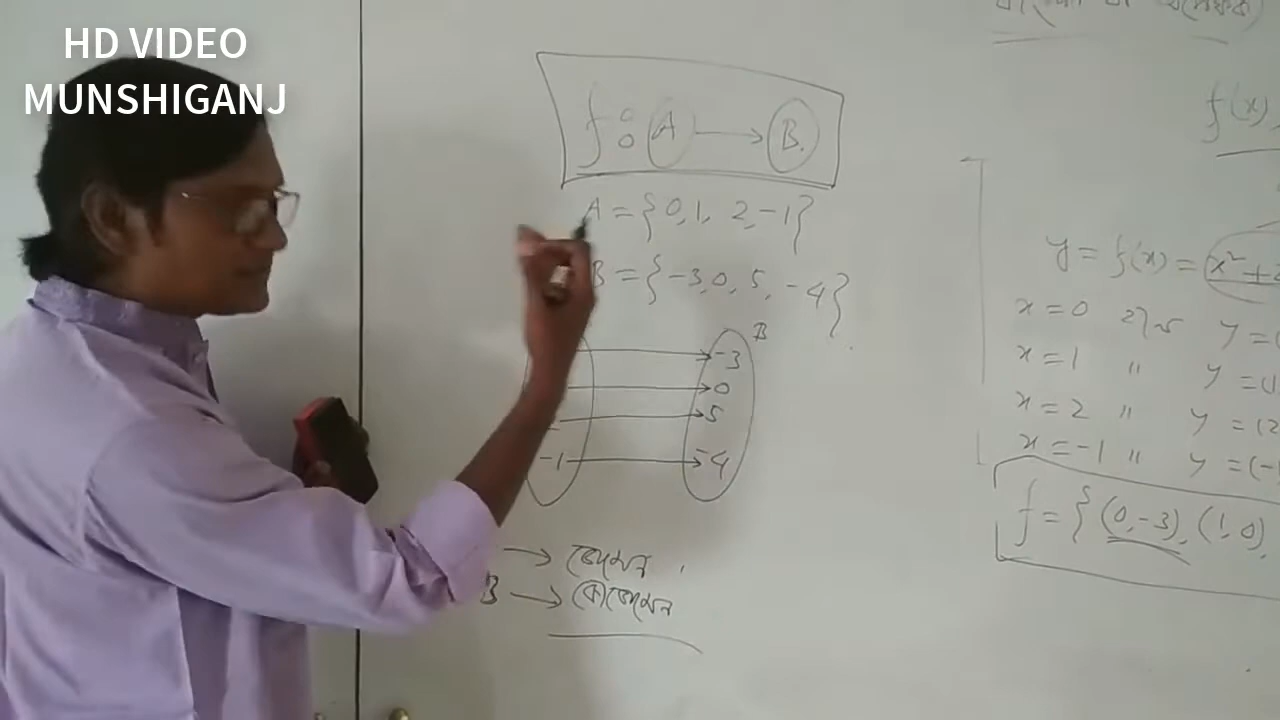 HD VIDEO
MUNSHIGANJ
f : A → B
A = {0, 1, 2, -1}
B = {-3, 0, 5, -4}
B
-3
0
5
-1 → -4
→ ডোমেন
B → কোডোমেন
f(x)
y = f(x) = x² +
x = 0 হলে y =
x = 1 " y =
x = 2 " y = (2
x = -1 " y = (-
f = { (0, -3), (1, 0)